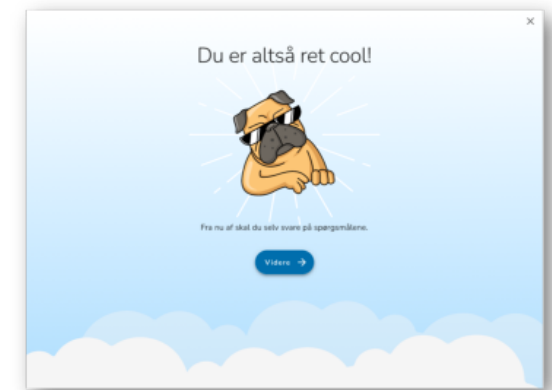 Du er altså ret cool!
Fra nu af skal du selv svare på spørgsmålene.
Videre